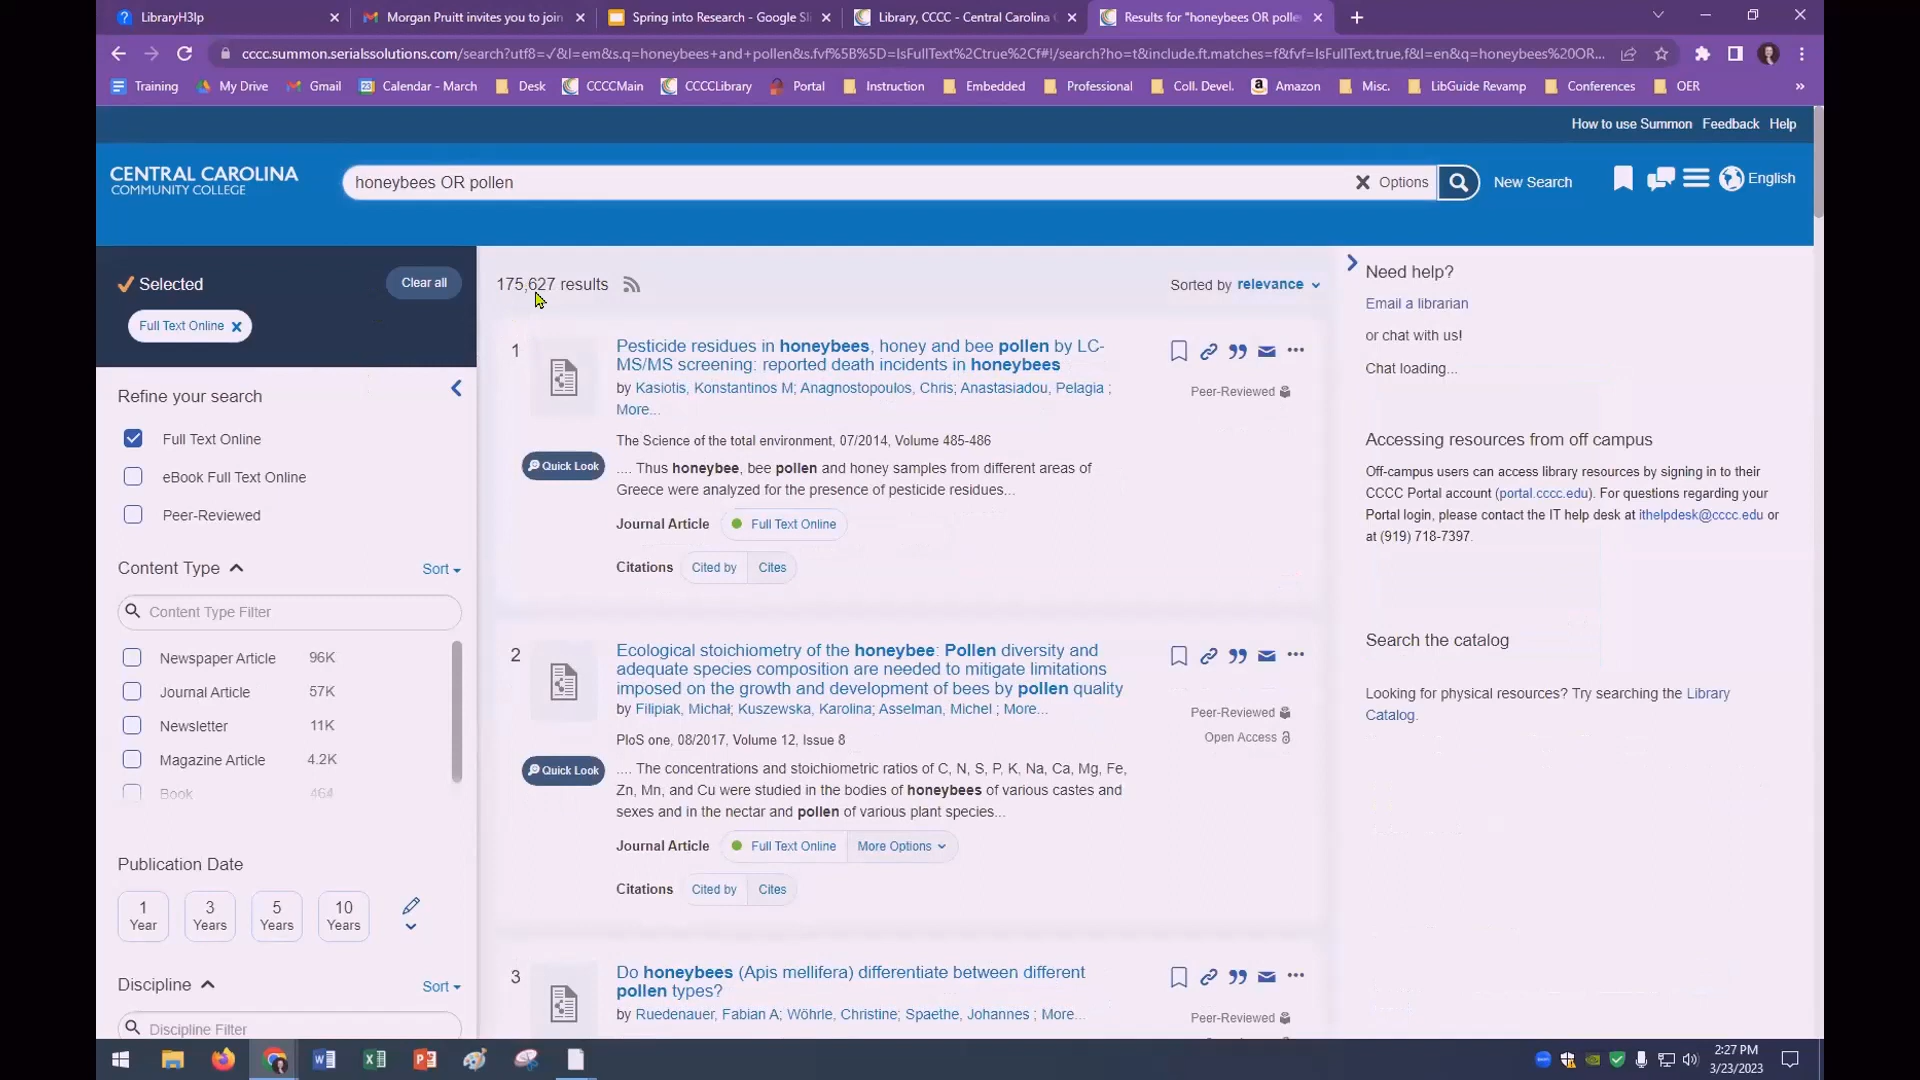 LibraryH3lp
Morgan Pruitt invites you to join
Spring into Research - Google Sl
Library, CCCC - Central Carolina C
Results for "honeybees OR polle
cccc.summon.serialssolutions.com/search?utf8=✓&l=em&s.q=honeybees+and+pollen&s.fvf%5B%5D=IsFullText%2Ctrue%2Cf#!/search?ho=t&include.ft.matches=f&fvf=IsFullText,true,f&l=en&q=honeybees%20OR...
Training
My Drive
Gmail
Calendar - March
Desk
CCCCMain
CCCCLibrary
Portal
Instruction
Embedded
Professional
Coll. Devel.
Amazon
Misc.
LibGuide Revamp
Conferences
OER
How to use Summon Feedback Help
CENTRAL CAROLINA
COMMUNITY COLLEGE
honeybees OR pollen
Options
New Search
English
Selected
Clear all
Full Text Online
Refine your search
Full Text Online
eBook Full Text Online
Peer-Reviewed
Content Type
Sort
Content Type Filter
Newspaper Article 96K
Journal Article 57K
Newsletter 11K
Magazine Article 4.2K
Book 464
Publication Date
1 Year
3 Years
5 Years
10 Years
Discipline
Sort
Discipline Filter
175,627 results
Sorted by relevance
1
Pesticide residues in honeybees, honey and bee pollen by LC-
MS/MS screening: reported death incidents in honeybees
by Kasiotis, Konstantinos M; Anagnostopoulos, Chris; Anastasiadou, Pelagia ;
More...
Peer-Reviewed
The Science of the total environment, 07/2014, Volume 485-486
Quick Look
.... Thus honeybee, bee pollen and honey samples from different areas of
Greece were analyzed for the presence of pesticide residues...
Journal Article Full Text Online
Citations Cited by Cites
2
Ecological stoichiometry of the honeybee: Pollen diversity and
adequate species composition are needed to mitigate limitations
imposed on the growth and development of bees by pollen quality
by Filipiak, Michał; Kuszewska, Karolina; Asselman, Michel ; More...
Peer-Reviewed
Open Access
PloS one, 08/2017, Volume 12, Issue 8
Quick Look
.... The concentrations and stoichiometric ratios of C, N, S, P, K, Na, Ca, Mg, Fe,
Zn, Mn, and Cu were studied in the bodies of honeybees of various castes and
sexes and in the nectar and pollen of various plant species...
Journal Article Full Text Online More Options
Citations Cited by Cites
3
Do honeybees (Apis mellifera) differentiate between different
pollen types?
by Ruedenauer, Fabian A; Wöhrle, Christine; Spaethe, Johannes ; More...
Peer-Reviewed
Need help?
Email a librarian
or chat with us!
Chat loading...
Accessing resources from off campus
Off-campus users can access library resources by signing in to their
CCCC Portal account (portal.cccc.edu). For questions regarding your
Portal login, please contact the IT help desk at ithelpdesk@cccc.edu or
at (919) 718-7397.
Search the catalog
Looking for physical resources? Try searching the Library
Catalog.
2:27 PM
3/23/2023